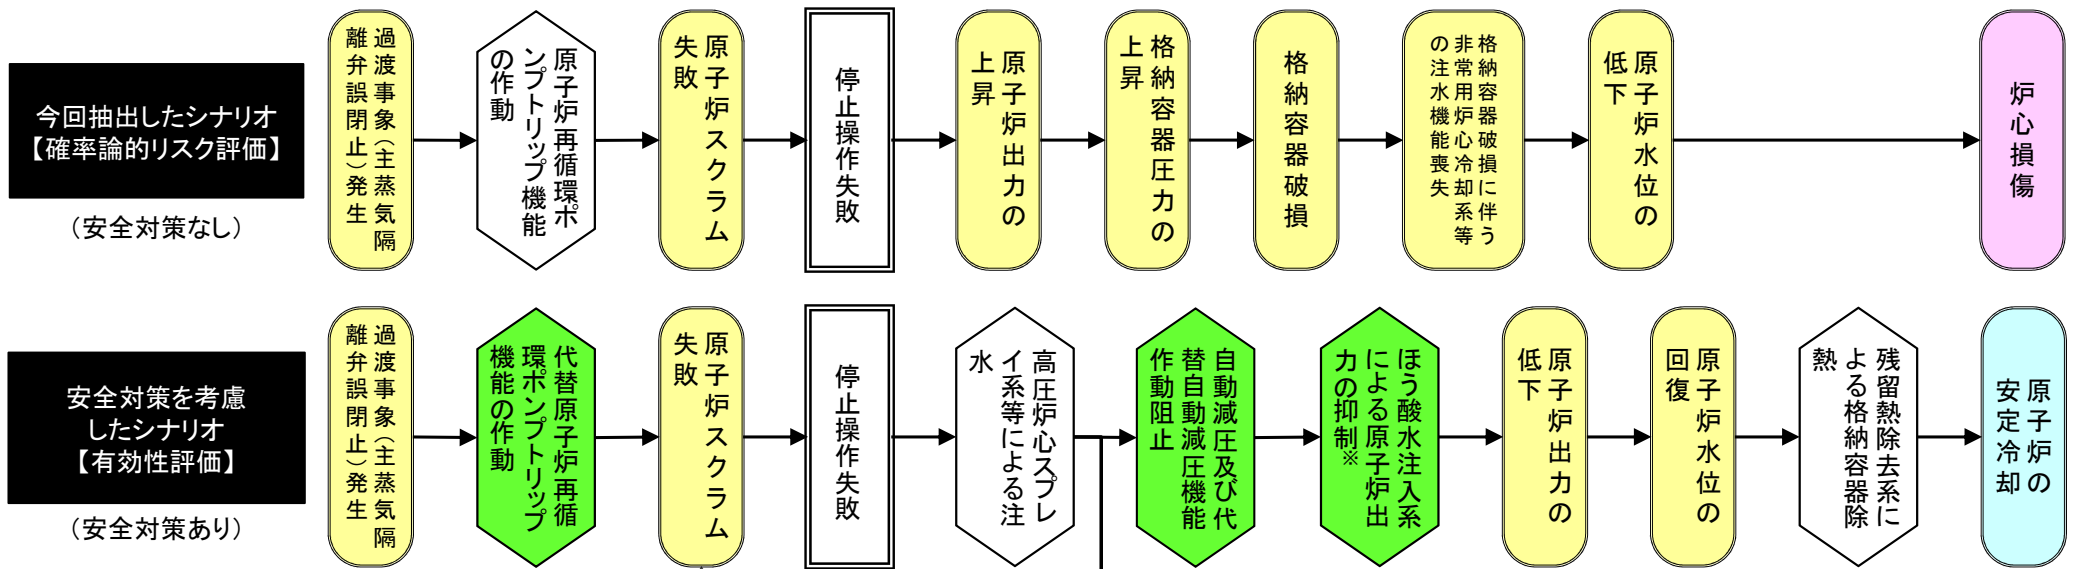 今回抽出したシナリオ
【確率論的リスク評価】
（安全対策なし）
過渡事象（主蒸気隔
離弁誤閉止）発生
原子炉再循環ポ
ンプトリップ機能
の作動
原子炉スクラム
失敗
停止操作失敗
原子炉出力の
上昇
格納容器圧力の
上昇
格納容器破損
格納容器破損に伴う
非常用炉心冷却系等
の注水機能喪失
原子炉水位の
低下
炉心損傷
安全対策を考慮
したシナリオ
【有効性評価】
（安全対策あり）
過渡事象（主蒸気隔
離弁誤閉止）発生
代替原子炉再循
環ポンプトリップ
機能の作動
原子炉スクラム
失敗
停止操作失敗
高圧炉心スプレ
イ系等による注
水
自動減圧及び代
替自動減圧機能
作動阻止
ほう酸水注入系
による原子炉出
力の抑制※
原子炉出力の
低下
原子炉水位の
回復
残留熱除去系に
よる格納容器除
熱
原子炉の
安定冷却